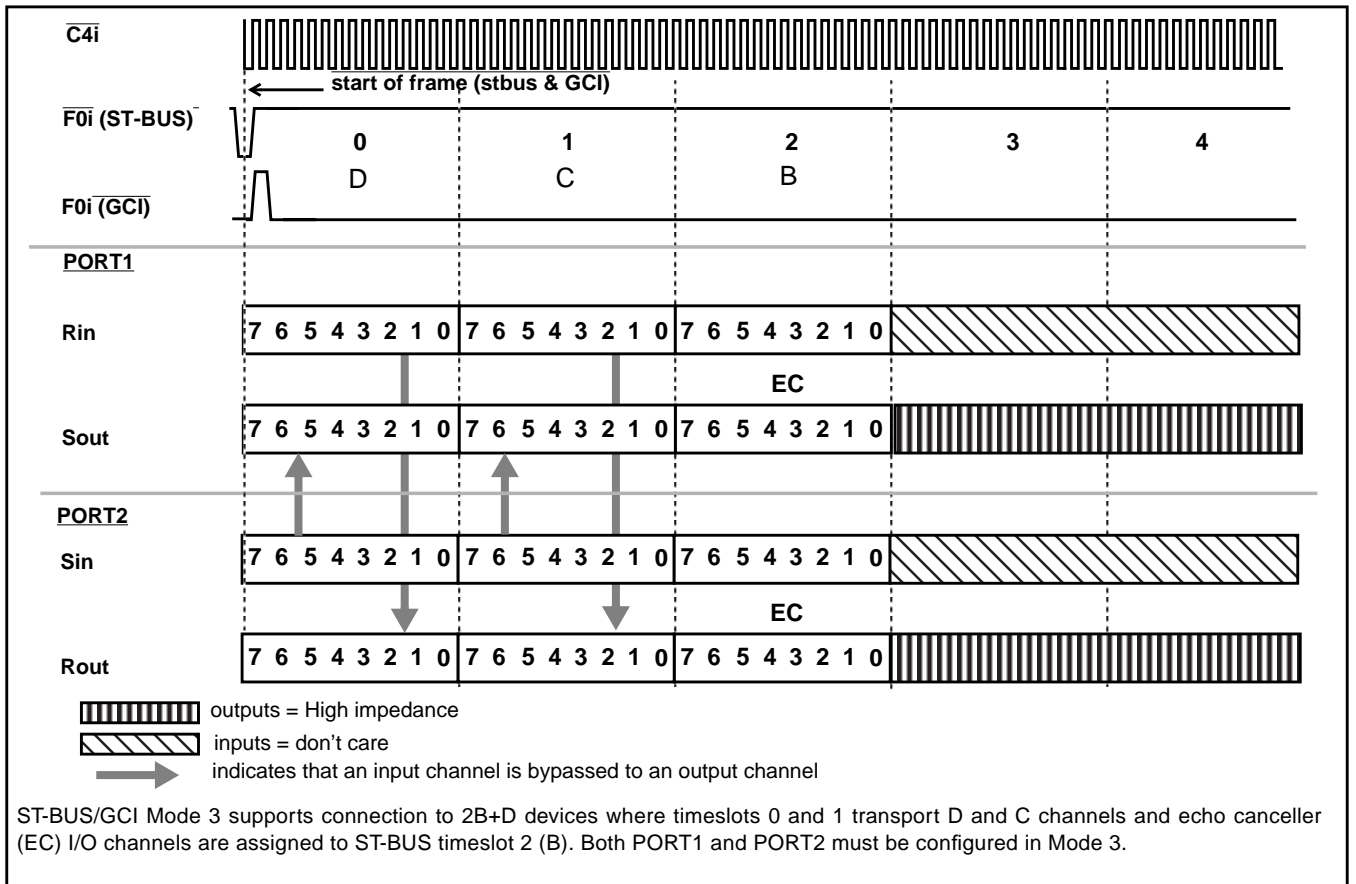 C4i
start of frame (stbus & GCI)
F0i (ST-BUS)
0 1 2 3 4
D C B
F0i (GCI)
PORT1
Rin 7 6 5 4 3 2 1 0 7 6 5 4 3 2 1 0 7 6 5 4 3 2 1 0
EC
Sout 7 6 5 4 3 2 1 0 7 6 5 4 3 2 1 0 7 6 5 4 3 2 1 0
PORT2
Sin 7 6 5 4 3 2 1 0 7 6 5 4 3 2 1 0 7 6 5 4 3 2 1 0
EC
Rout 7 6 5 4 3 2 1 0 7 6 5 4 3 2 1 0 7 6 5 4 3 2 1 0
outputs = High impedance
inputs = don't care
indicates that an input channel is bypassed to an output channel
ST-BUS/GCI Mode 3 supports connection to 2B+D devices where timeslots 0 and 1 transport D and C channels and echo canceller
(EC) I/O channels are assigned to ST-BUS timeslot 2 (B). Both PORT1 and PORT2 must be configured in Mode 3.